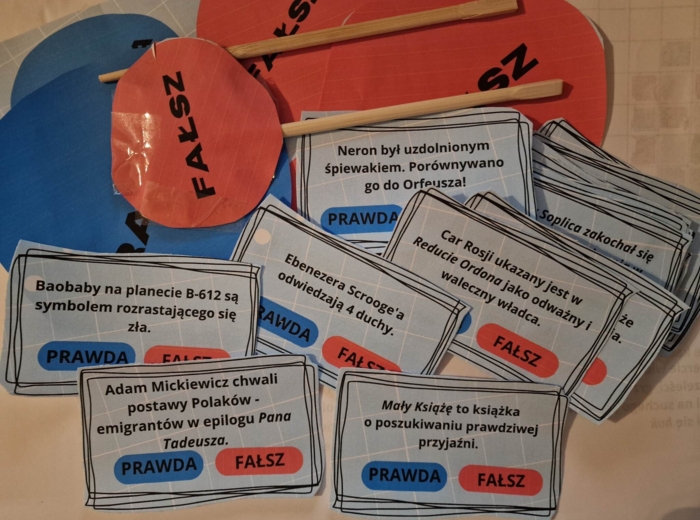 FAŁSZ
Neron był uzdolnionym
śpiewakiem. Porównywano
go do Orfeusza!
PRAWDA
Soplica zakochał się
Car Rosji ukazany jest w
Reducie Ordona jako odważny i
waleczny władca.
FAŁSZ
że
Ebenezera Scrooge'a
odwiedzają 4 duchy.
PRAWDA FAŁSZ
Baobaby na planecie B-612 są
symbolem rozrastającego się
zła.
PRAWDA FAŁSZ
Adam Mickiewicz chwali
postawy Polaków -
emigrantów w epilogu Pana
Tadeusza.
PRAWDA FAŁSZ
Mały Książę to książka
o poszukiwaniu prawdziwej
przyjaźni.
PRAWDA FAŁSZ